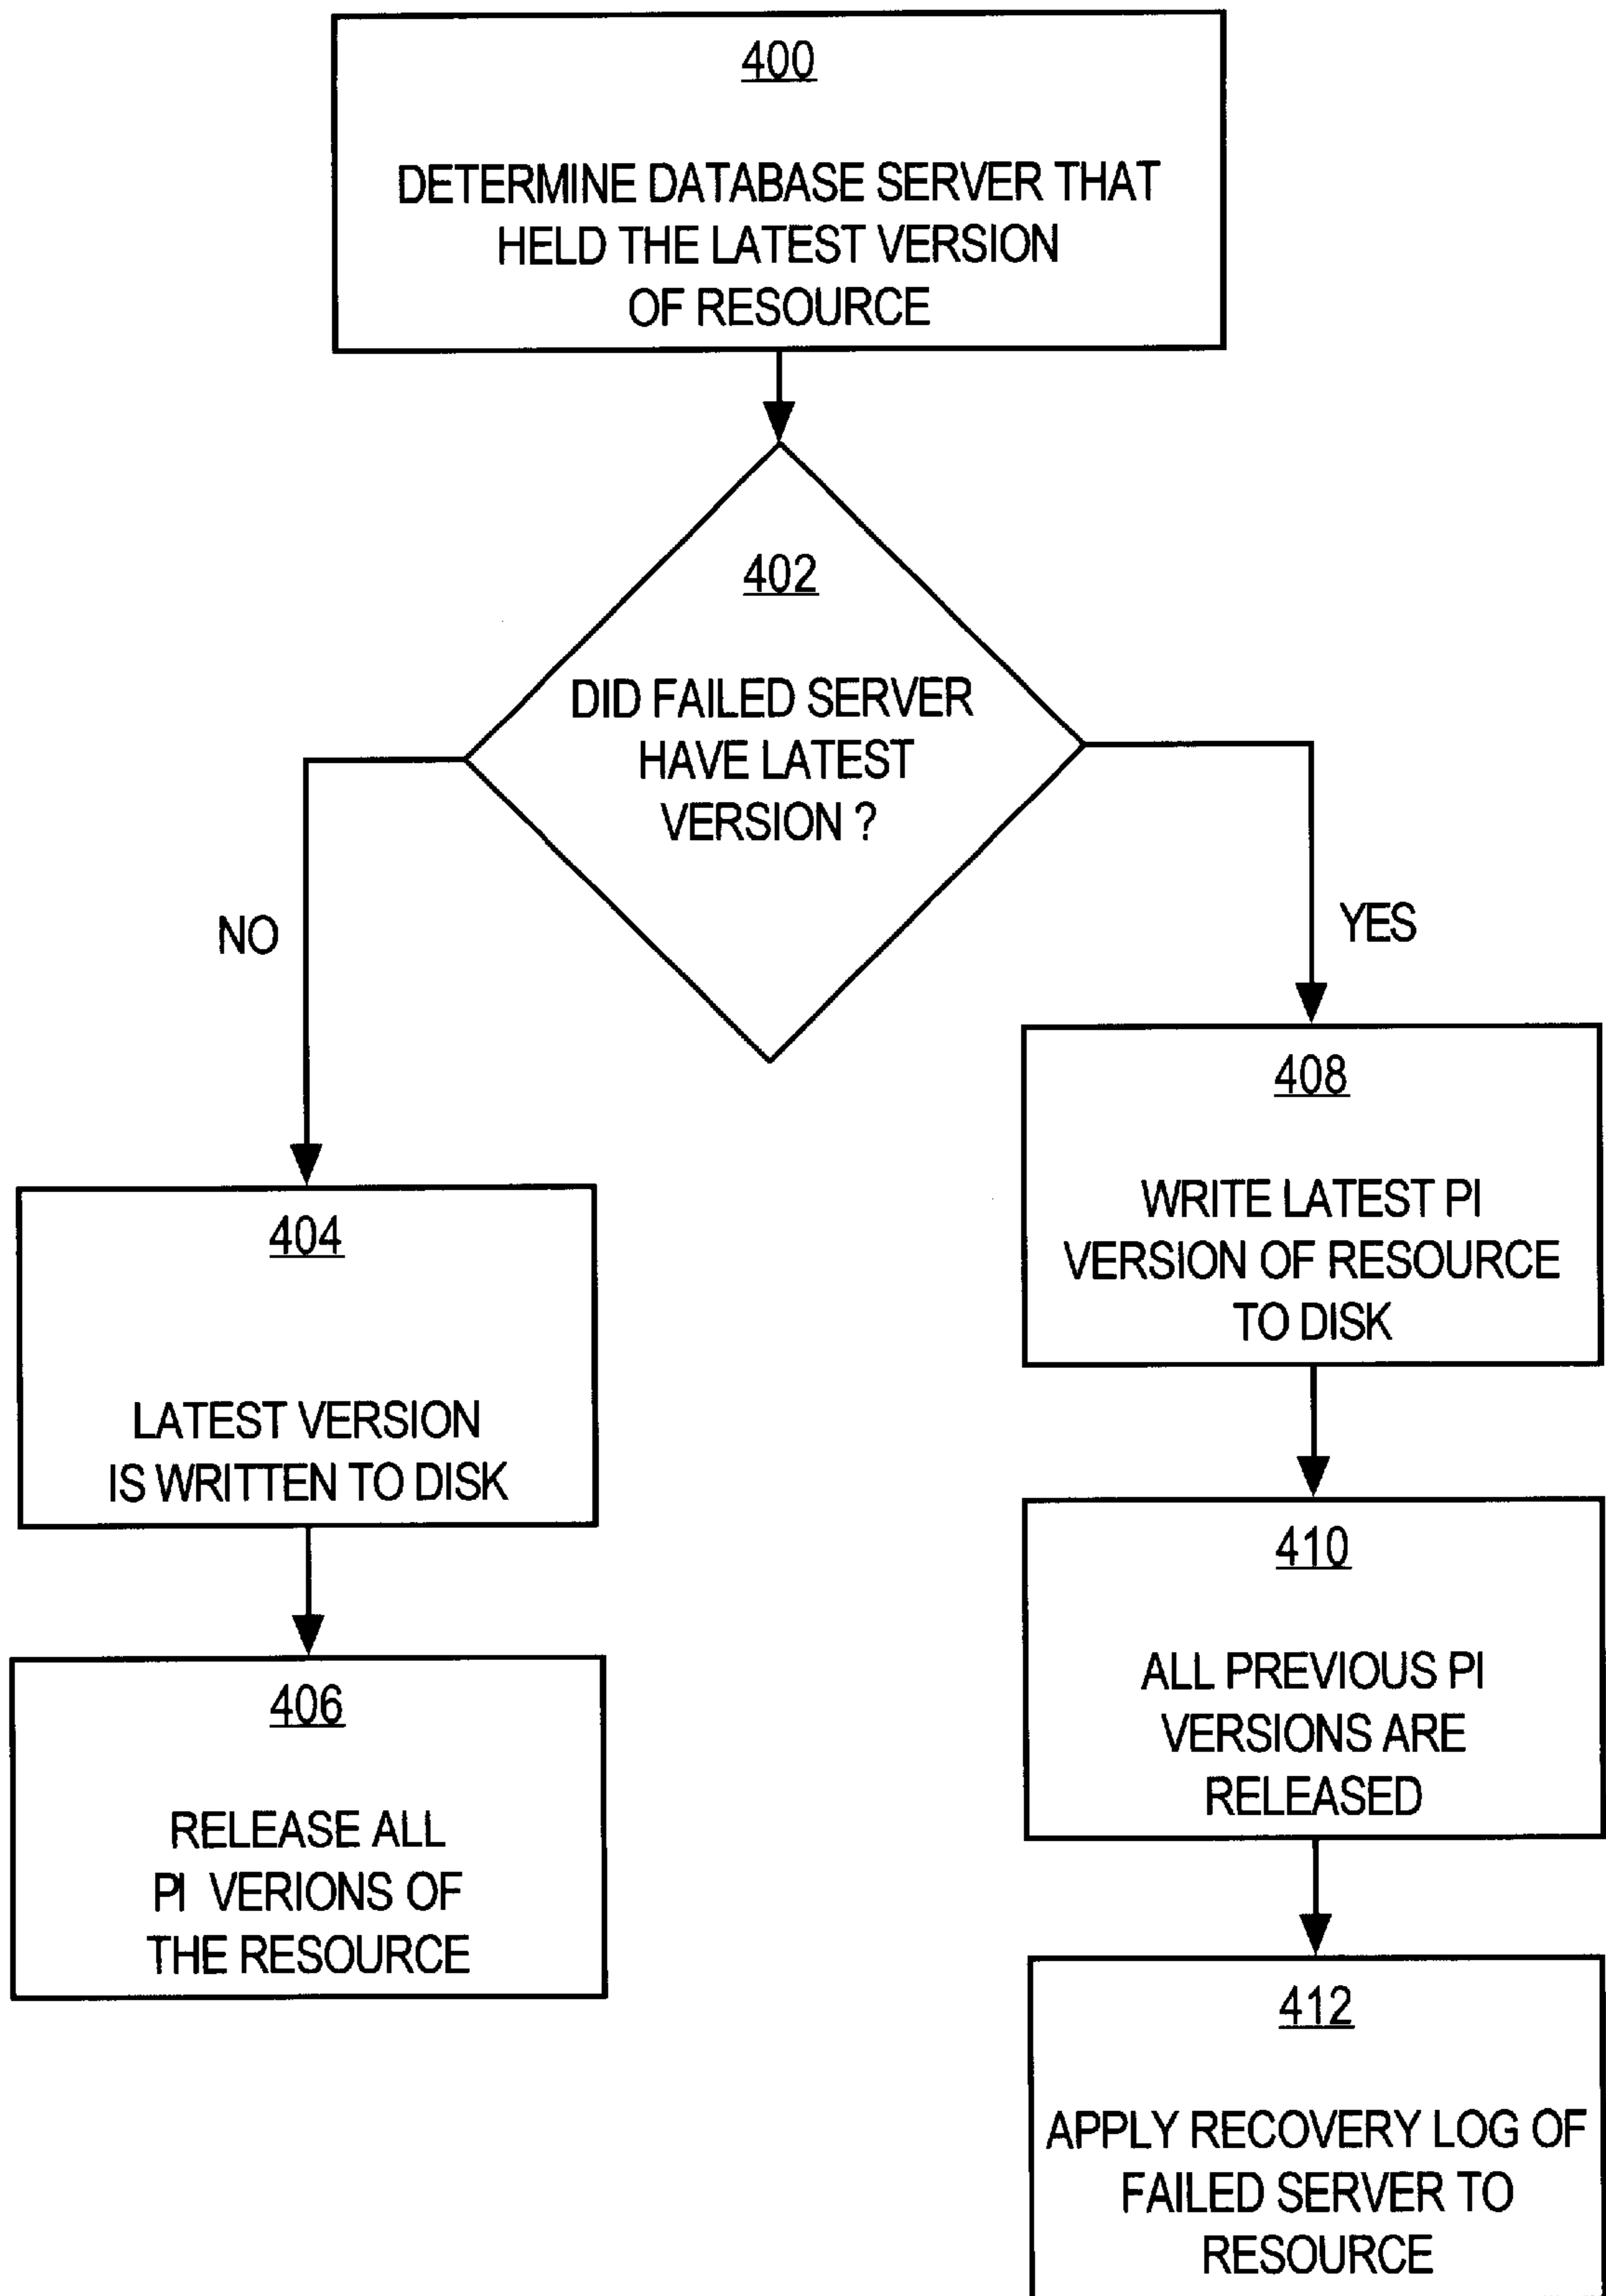 400
DETERMINE DATABASE SERVER THAT
HELD THE LATEST VERSION
OF RESOURCE
402
DID FAILED SERVER
HAVE LATEST
VERSION ?
NO
YES
404
LATEST VERSION
IS WRITTEN TO DISK
406
RELEASE ALL
PI VERIONS OF
THE RESOURCE
408
WRITE LATEST PI
VERSION OF RESOURCE
TO DISK
410
ALL PREVIOUS PI
VERSIONS ARE
RELEASED
412
APPLY RECOVERY LOG OF
FAILED SERVER TO
RESOURCE